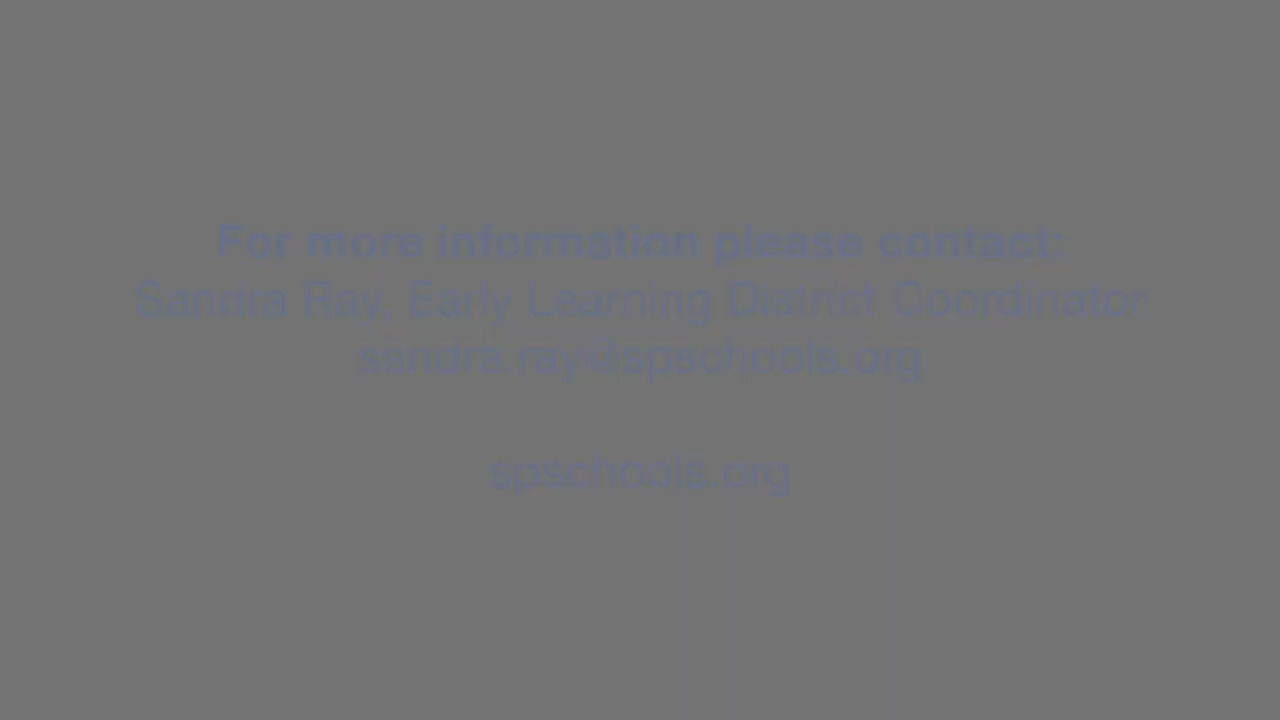 For more information please contact:
Sandra Ray, Early Learning District Coordinator
sandra.ray@spschools.org
spschools.org